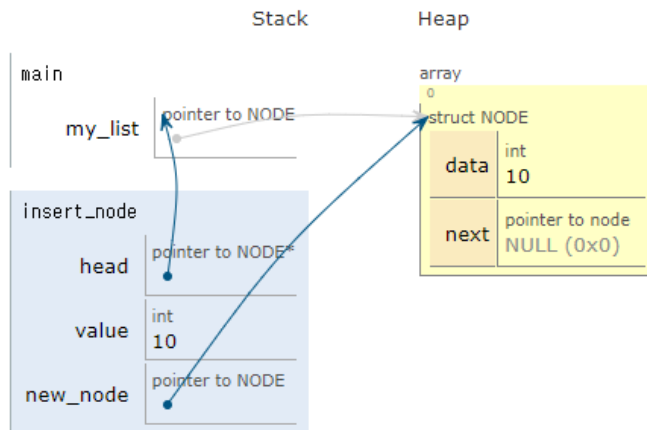 Stack Heap
main
my_list pointer to NODE
array
0
struct NODE
data int
10
next pointer to node
NULL (0x0)
insert_node
head pointer to NODE*
value int
10
new_node pointer to NODE